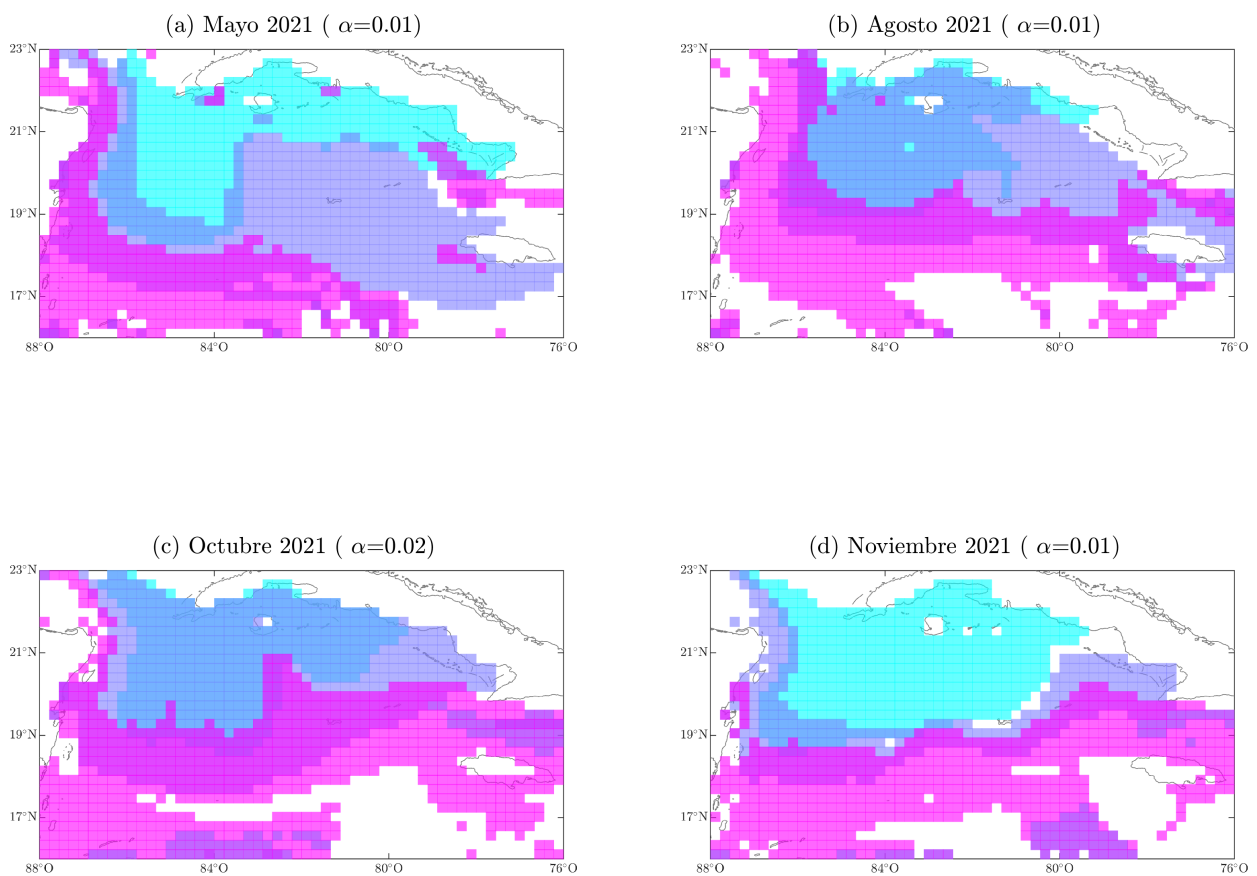 (a) Mayo 2021 ( α=0.01)
23°N
21°N
19°N
17°N
88°O 84°O 80°O 76°O
(b) Agosto 2021 ( α=0.01)
23°N
21°N
19°N
17°N
88°O 84°O 80°O 76°O
(c) Octubre 2021 ( α=0.02)
23°N
21°N
19°N
17°N
88°O 84°O 80°O 76°O
(d) Noviembre 2021 ( α=0.01)
23°N
21°N
19°N
17°N
88°O 84°O 80°O 76°O